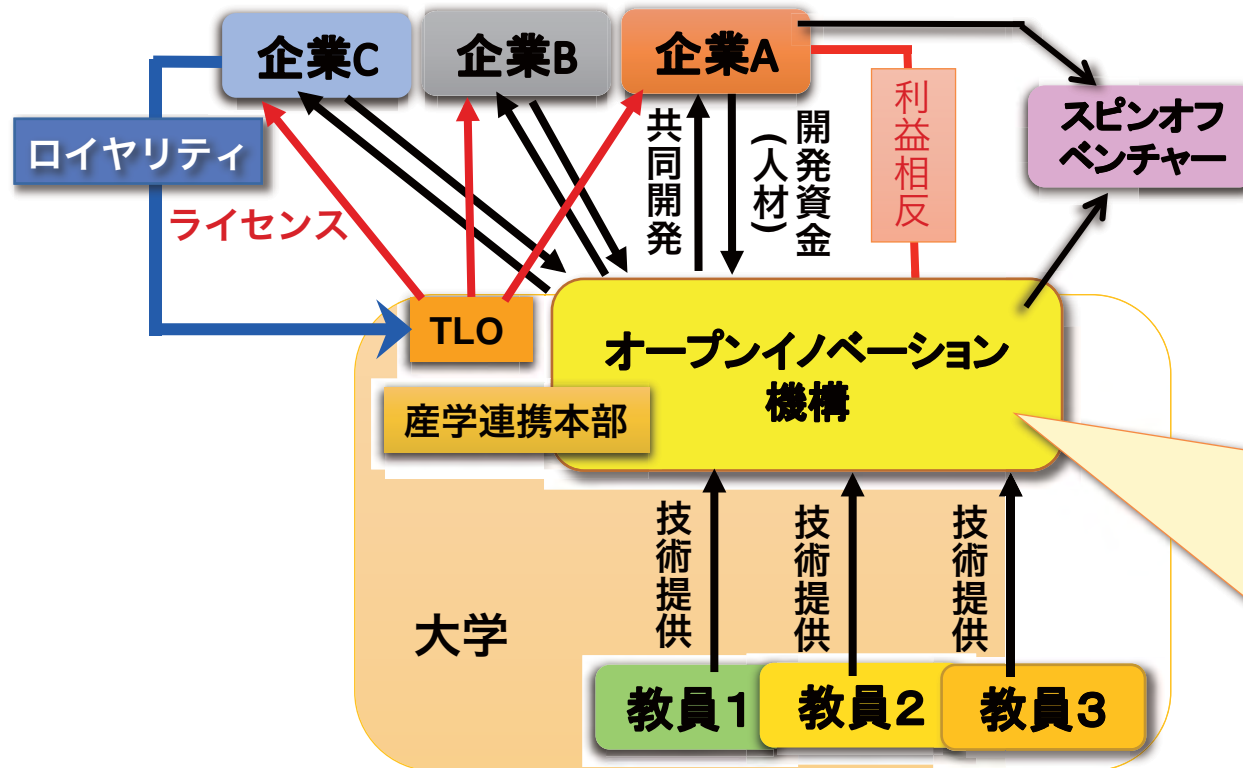 企業C
企業B
企業A
スピンオフ
ベンチャー
ロイヤリティ
ライセンス
共同開発
開発資金
(人材)
利益相反
TLO
オープンイノベーション
機構
産学連携本部
技術提供
技術提供
技術提供
大学
教員1
教員2
教員3